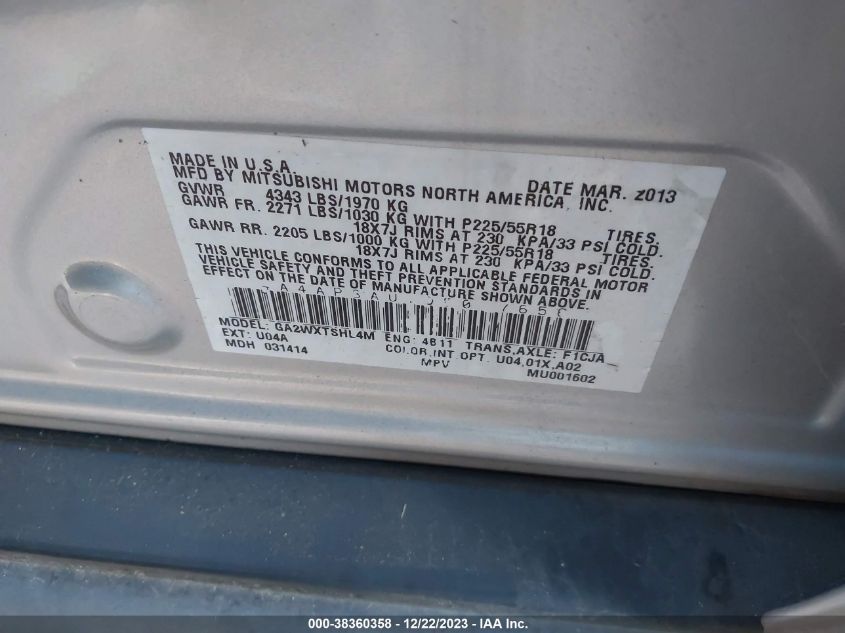 MADE IN U.S.A.
DATE MAR. 2013
MFD BY MITSUBISHI MOTORS NORTH AMERICA, INC.
GVWR 4343 LBS/1970 KG
GAWR FR. 2271 LBS/1030 KG WITH P225/55R18 TIRES,
18X7J RIMS AT 230 KPA/33 PSI COLD.
GAWR RR. 2205 LBS/1000 KG WITH P225/55R18 TIRES,
18X7J RIMS AT 230 KPA/33 PSI COLD.
THIS VEHICLE CONFORMS TO ALL APPLICABLE FEDERAL MOTOR
VEHICLE SAFETY AND THEFT PREVENTION STANDARDS IN
EFFECT ON THE DATE OF MANUFACTURE SHOWN ABOVE.
MODEL: GA2WXTSHL4M ENG: 4B11 TRANS,AXLE: F1CJA
EXT: U04A COLOR,INT,OPT. U04,01X,A02
MDH 031414 MPV MU001602
000-38360358 - 12/22/2023 - IAA Inc.